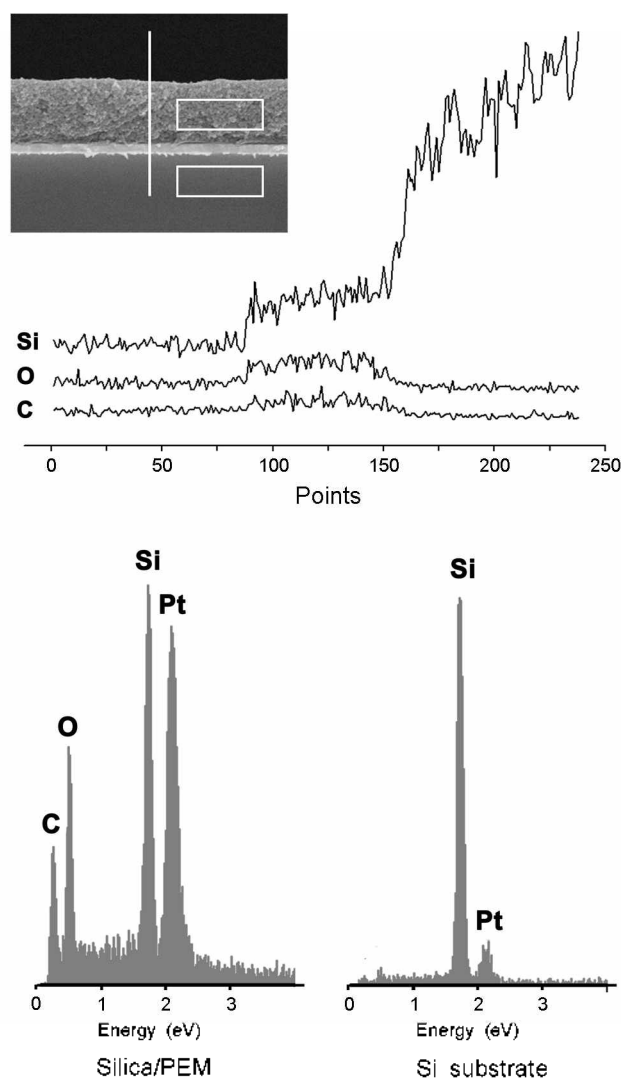 Si
O
C
0 50 100 150 200 250
Points
Si
Pt
O
C
0 1 2 3
Energy (eV)
Silica/PEM
Si
Pt
0 1 2 3
Energy (eV)
Si substrate